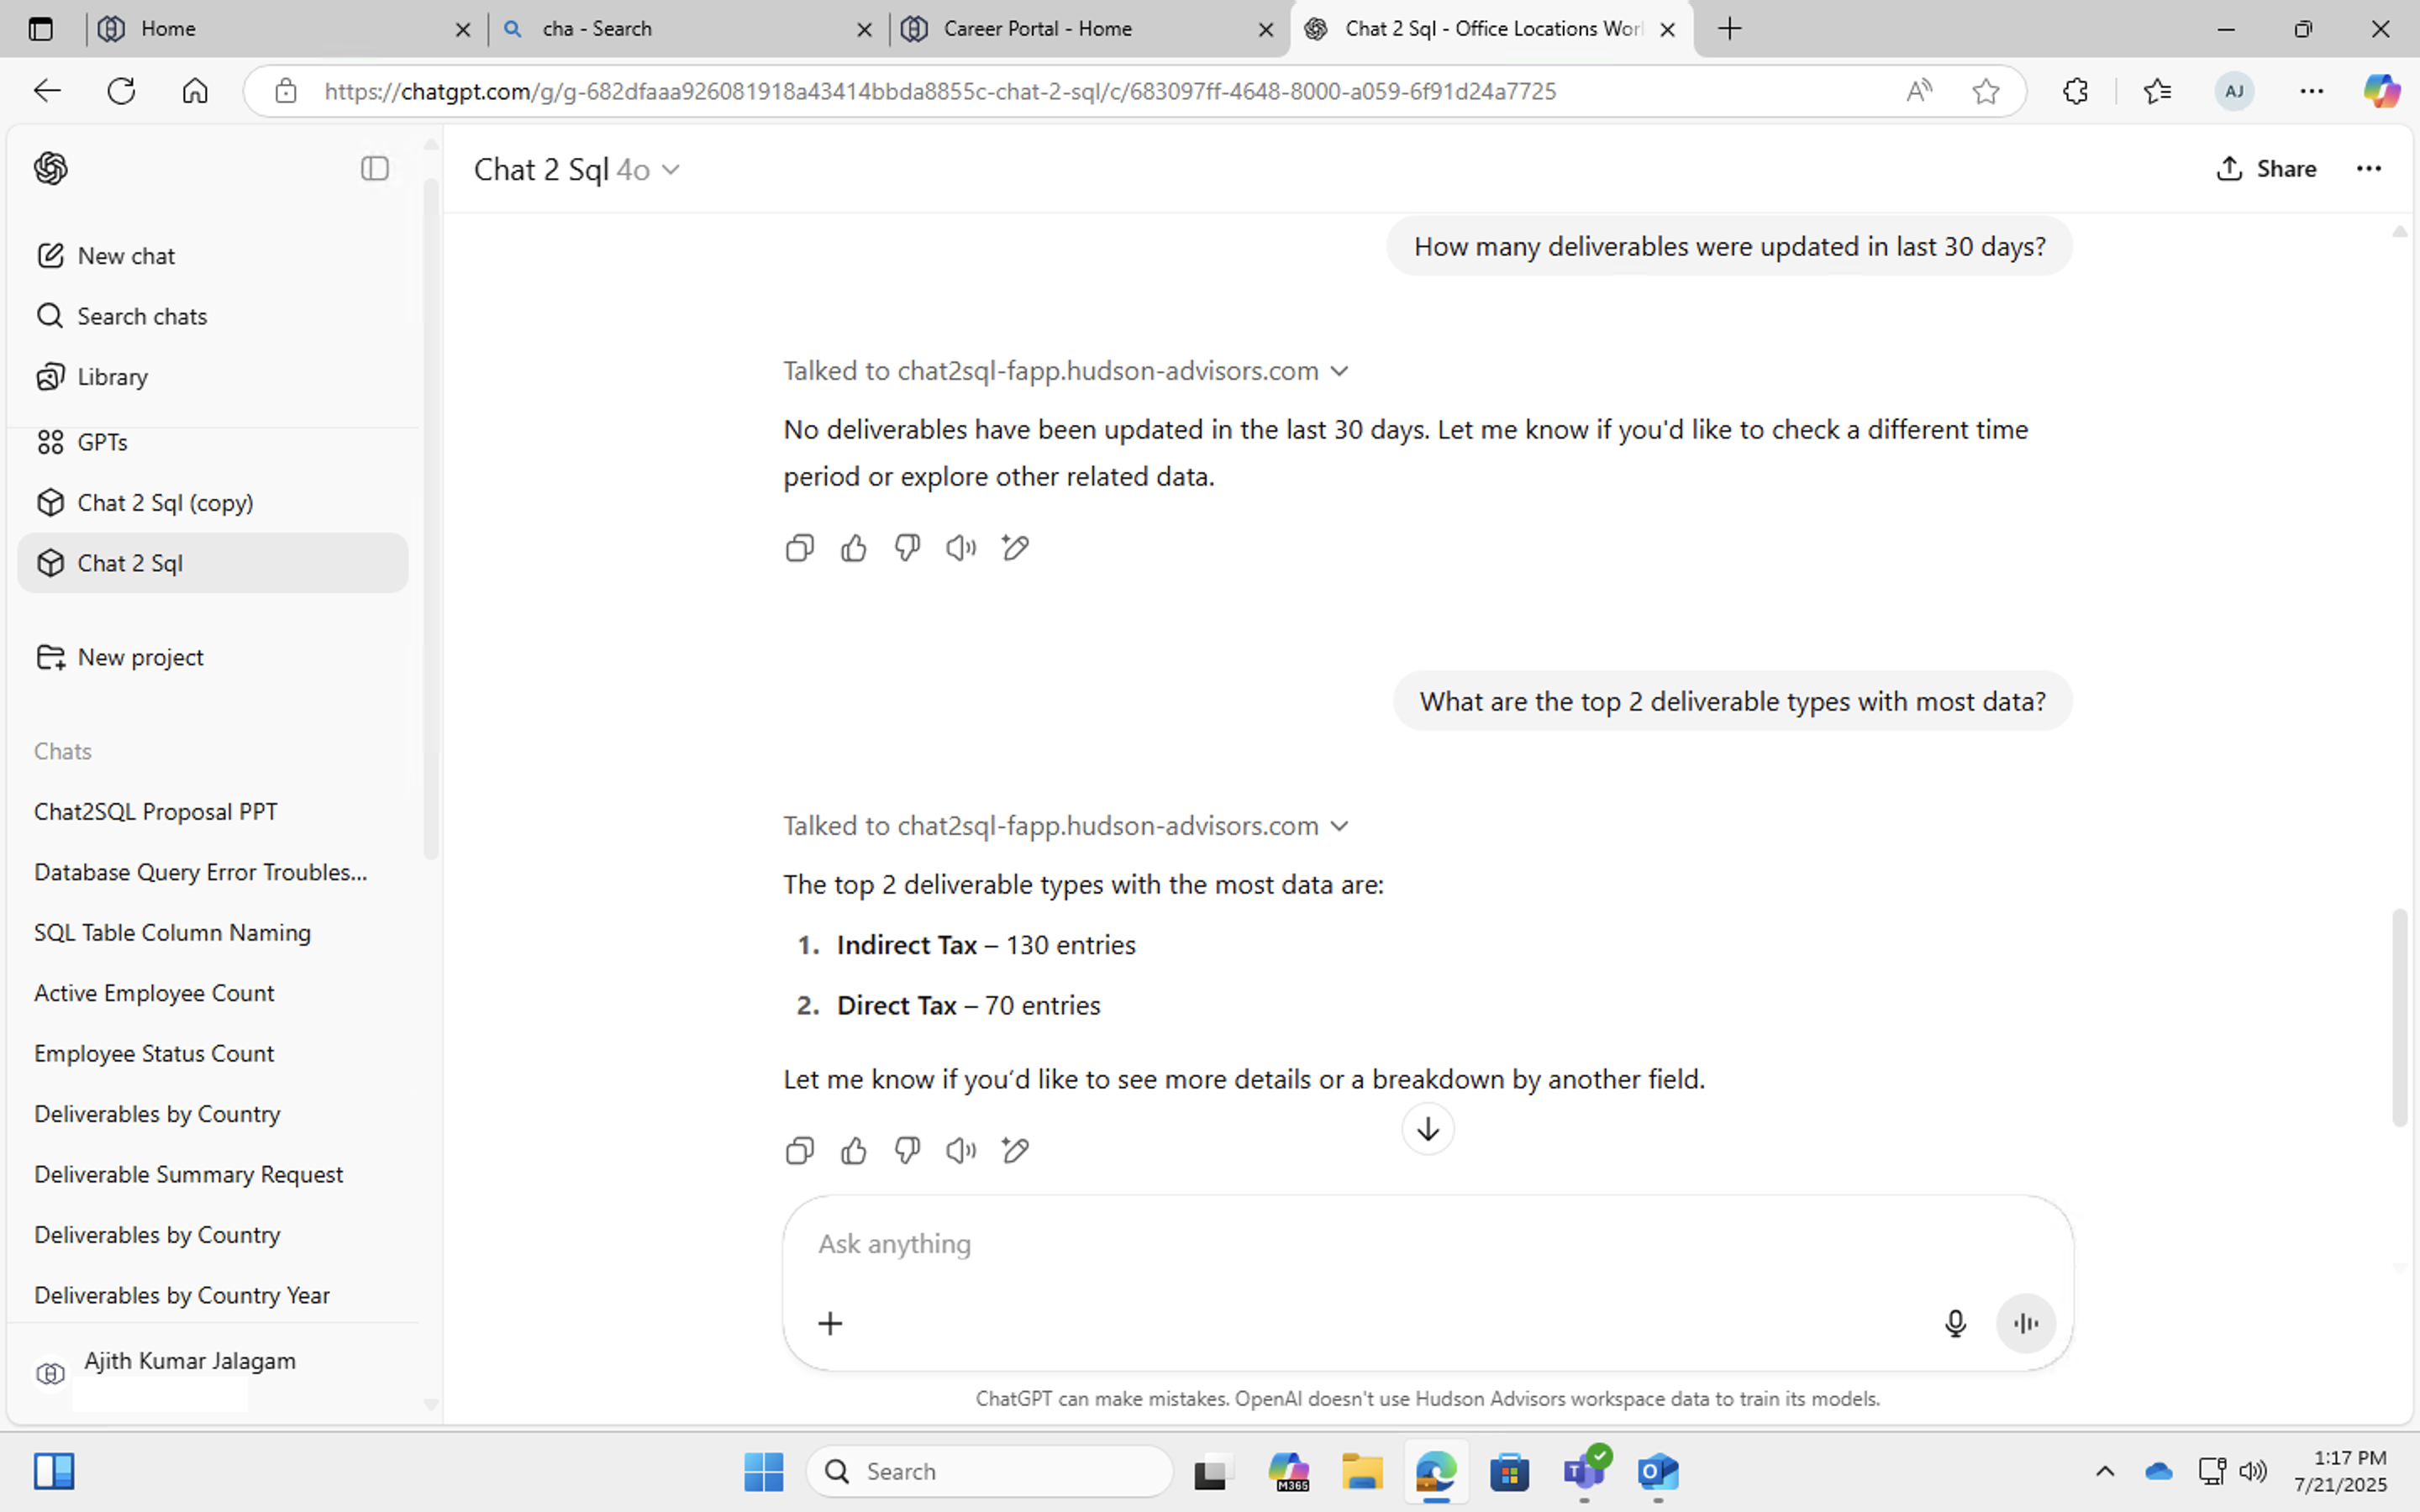 Home
cha - Search
Career Portal - Home
Chat 2 Sql - Office Locations Worl
https://chatgpt.com/g/g-682dfaaa926081918a43414bbda8855c-chat-2-sql/c/683097ff-4648-8000-a059-6f91d24a7725
AJ
Chat 2 Sql 4o
Share
New chat
Search chats
Library
GPTs
Chat 2 Sql (copy)
Chat 2 Sql
New project
Chats
Chat2SQL Proposal PPT
Database Query Error Troubles...
SQL Table Column Naming
Active Employee Count
Employee Status Count
Deliverables by Country
Deliverable Summary Request
Deliverables by Country
Deliverables by Country Year
Ajith Kumar Jalagam
How many deliverables were updated in last 30 days?
Talked to chat2sql-fapp.hudson-advisors.com
No deliverables have been updated in the last 30 days. Let me know if you'd like to check a different time
period or explore other related data.
What are the top 2 deliverable types with most data?
Talked to chat2sql-fapp.hudson-advisors.com
The top 2 deliverable types with the most data are:
1. Indirect Tax – 130 entries
2. Direct Tax – 70 entries
Let me know if you'd like to see more details or a breakdown by another field.
Ask anything
ChatGPT can make mistakes. OpenAI doesn't use Hudson Advisors workspace data to train its models.
Search
M365
1:17 PM
7/21/2025